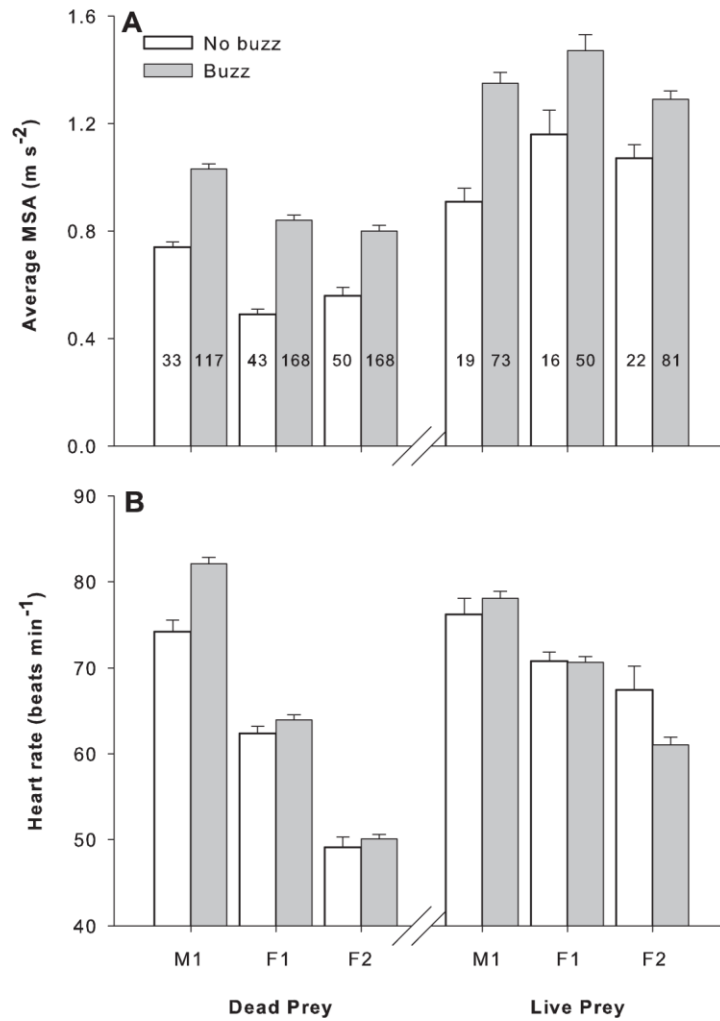 A
No buzz
Buzz
Average MSA (m s⁻²)
1.6
1.2
0.8
0.4
0.0
33 117 43 168 50 168 19 73 16 50 22 81
B
Heart rate (beats min⁻¹)
90
80
70
60
50
40
M1 F1 F2 M1 F1 F2
Dead Prey Live Prey